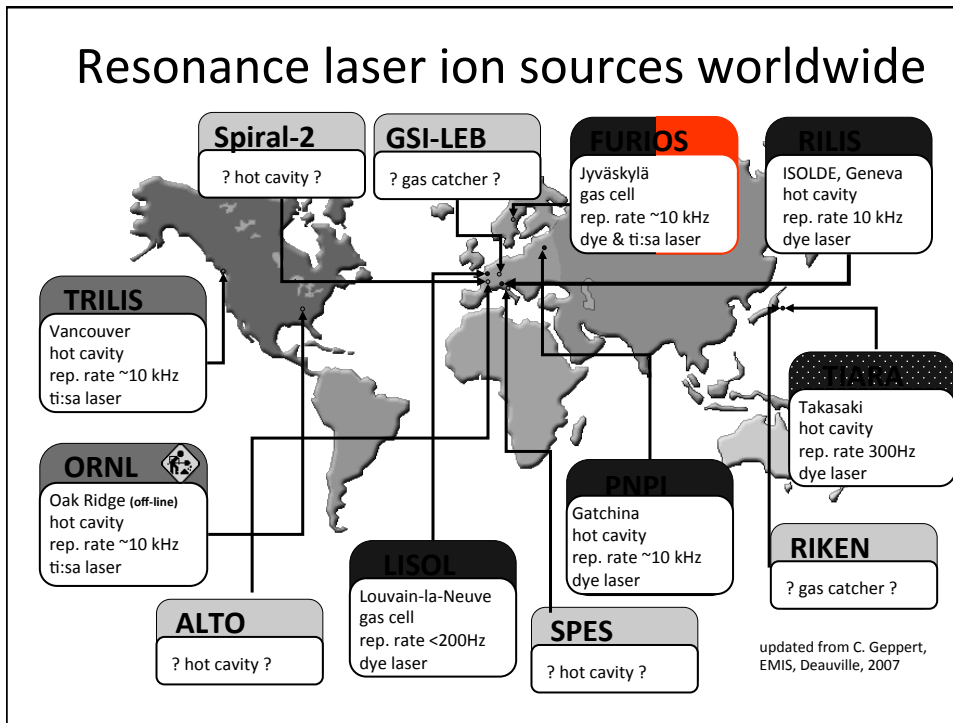 Resonance laser ion sources worldwide
Spiral-2
? hot cavity ?
GSI-LEB
? gas catcher ?
FURIOS
Jyväskylä
gas cell
rep. rate ~10 kHz
dye & ti:sa laser
RILIS
ISOLDE, Geneva
hot cavity
rep. rate 10 kHz
dye laser
TRILIS
Vancouver
hot cavity
rep. rate ~10 kHz
ti:sa laser
TIARA
Takasaki
hot cavity
rep. rate 300Hz
dye laser
ORNL
Oak Ridge (off-line)
hot cavity
rep. rate ~10 kHz
ti:sa laser
PNPI
Gatchina
hot cavity
rep. rate ~10 kHz
dye laser
RIKEN
? gas catcher ?
LISOL
Louvain-la-Neuve
gas cell
rep. rate <200Hz
dye laser
ALTO
? hot cavity ?
SPES
? hot cavity ?
updated from C. Geppert,
EMIS, Deauville, 2007